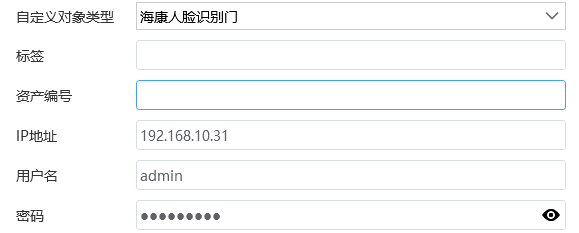 自定义对象类型 海康人脸识别门
标签
资产编号
IP地址 192.168.10.31
用户名 admin
密码 ●●●●●●●●●